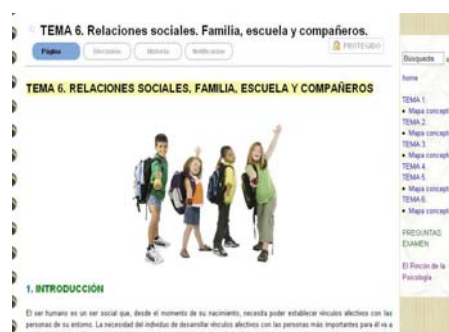 TEMA 6. Relaciones sociales. Familia, escuela y compañeros.
Página
Discusión
Historia
Notificarme
PROTEGIDO
TEMA 6. RELACIONES SOCIALES. FAMILIA, ESCUELA Y COMPAÑEROS
1. INTRODUCCIÓN
El ser humano es un ser social que, desde el momento de su nacimiento, necesita poder establecer vínculos afectivos con las
personas de su entorno. La necesidad del individuo de desarrollar vínculos afectivos con las personas más importantes para él va a
Búsqueda
home
TEMA 1.
• Mapa concept
TEMA 2.
• Mapa concept
TEMA 3.
• Mapa concept
TEMA 4.
TEMA 5.
• Mapa concept
TEMA 6.
• Mapa concept
PREGUNTAS
EXAMEN
El Rincón de la
Psicología